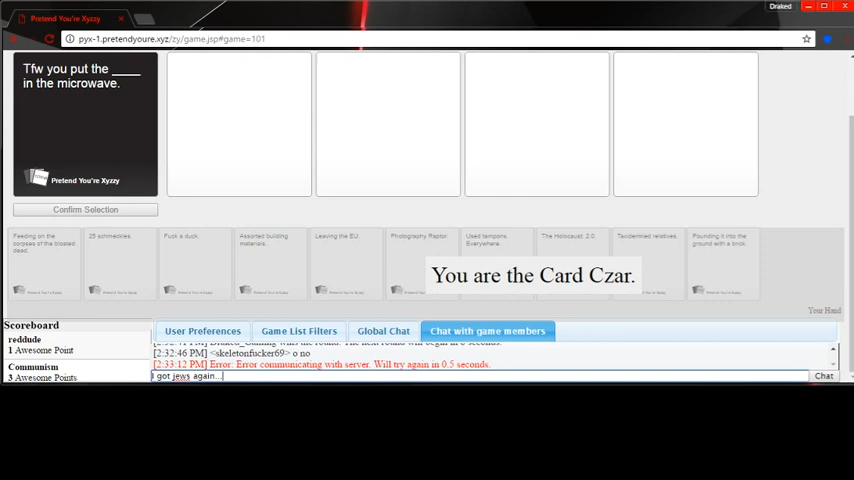 Draked
Pretend You're Xyzzy
pyx-1.pretendyoure.xyz/zy/game.jsp#game=101
Tfw you put the ____
in the microwave.
Pretend You're Xyzzy
Confirm Selection
Feeding on the
corpses of the bloated
dead.
25 schmeckles.
Fuck a duck.
Assorted building
materials.
Leaving the EU.
Photography Raptor.
Used tampons.
Everywhere.
The Holocaust: 2.0.
Taxidermied relatives.
Pounding it into the
ground with a brick.
You are the Card Czar.
Your Hand
Scoreboard
User Preferences
Game List Filters
Global Chat
Chat with game members
reddude
1 Awesome Point
Communism
3 Awesome Points
[2:32:46 PM] <skeletonfucker69> o no
[2:33:12 PM] Error: Error communicating with server. Will try again in 0.5 seconds.
I got jews again...
Chat